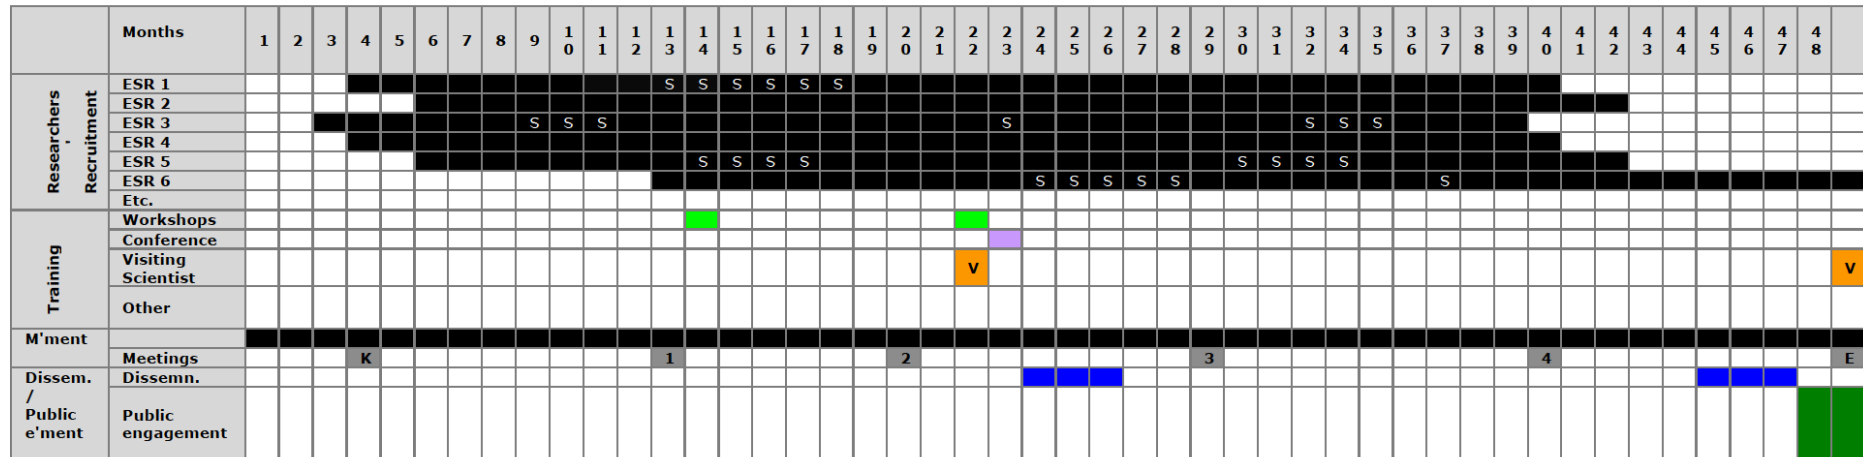 Months 1 2 3 4 5 6 7 8 9 10 11 12 13 14 15 16 17 18 19 20 21 22 23 24 25 26 27 28 29 30 31 32 34 35 36 37 38 39 40 41 42 43 44 45 46 47 48
Researchers
'
Recruitment
ESR 1 S S S S S S
ESR 2
ESR 3 S S S S S S S
ESR 4
ESR 5 S S S S S S S S
ESR 6 S S S S S S
Etc.
Training
Workshops
Conference
Visiting
Scientist
V V
Other
M'ment
Meetings K 1 2 3 4 E
Dissem.
/
Public
e'ment
Dissemn.
Public
engagement